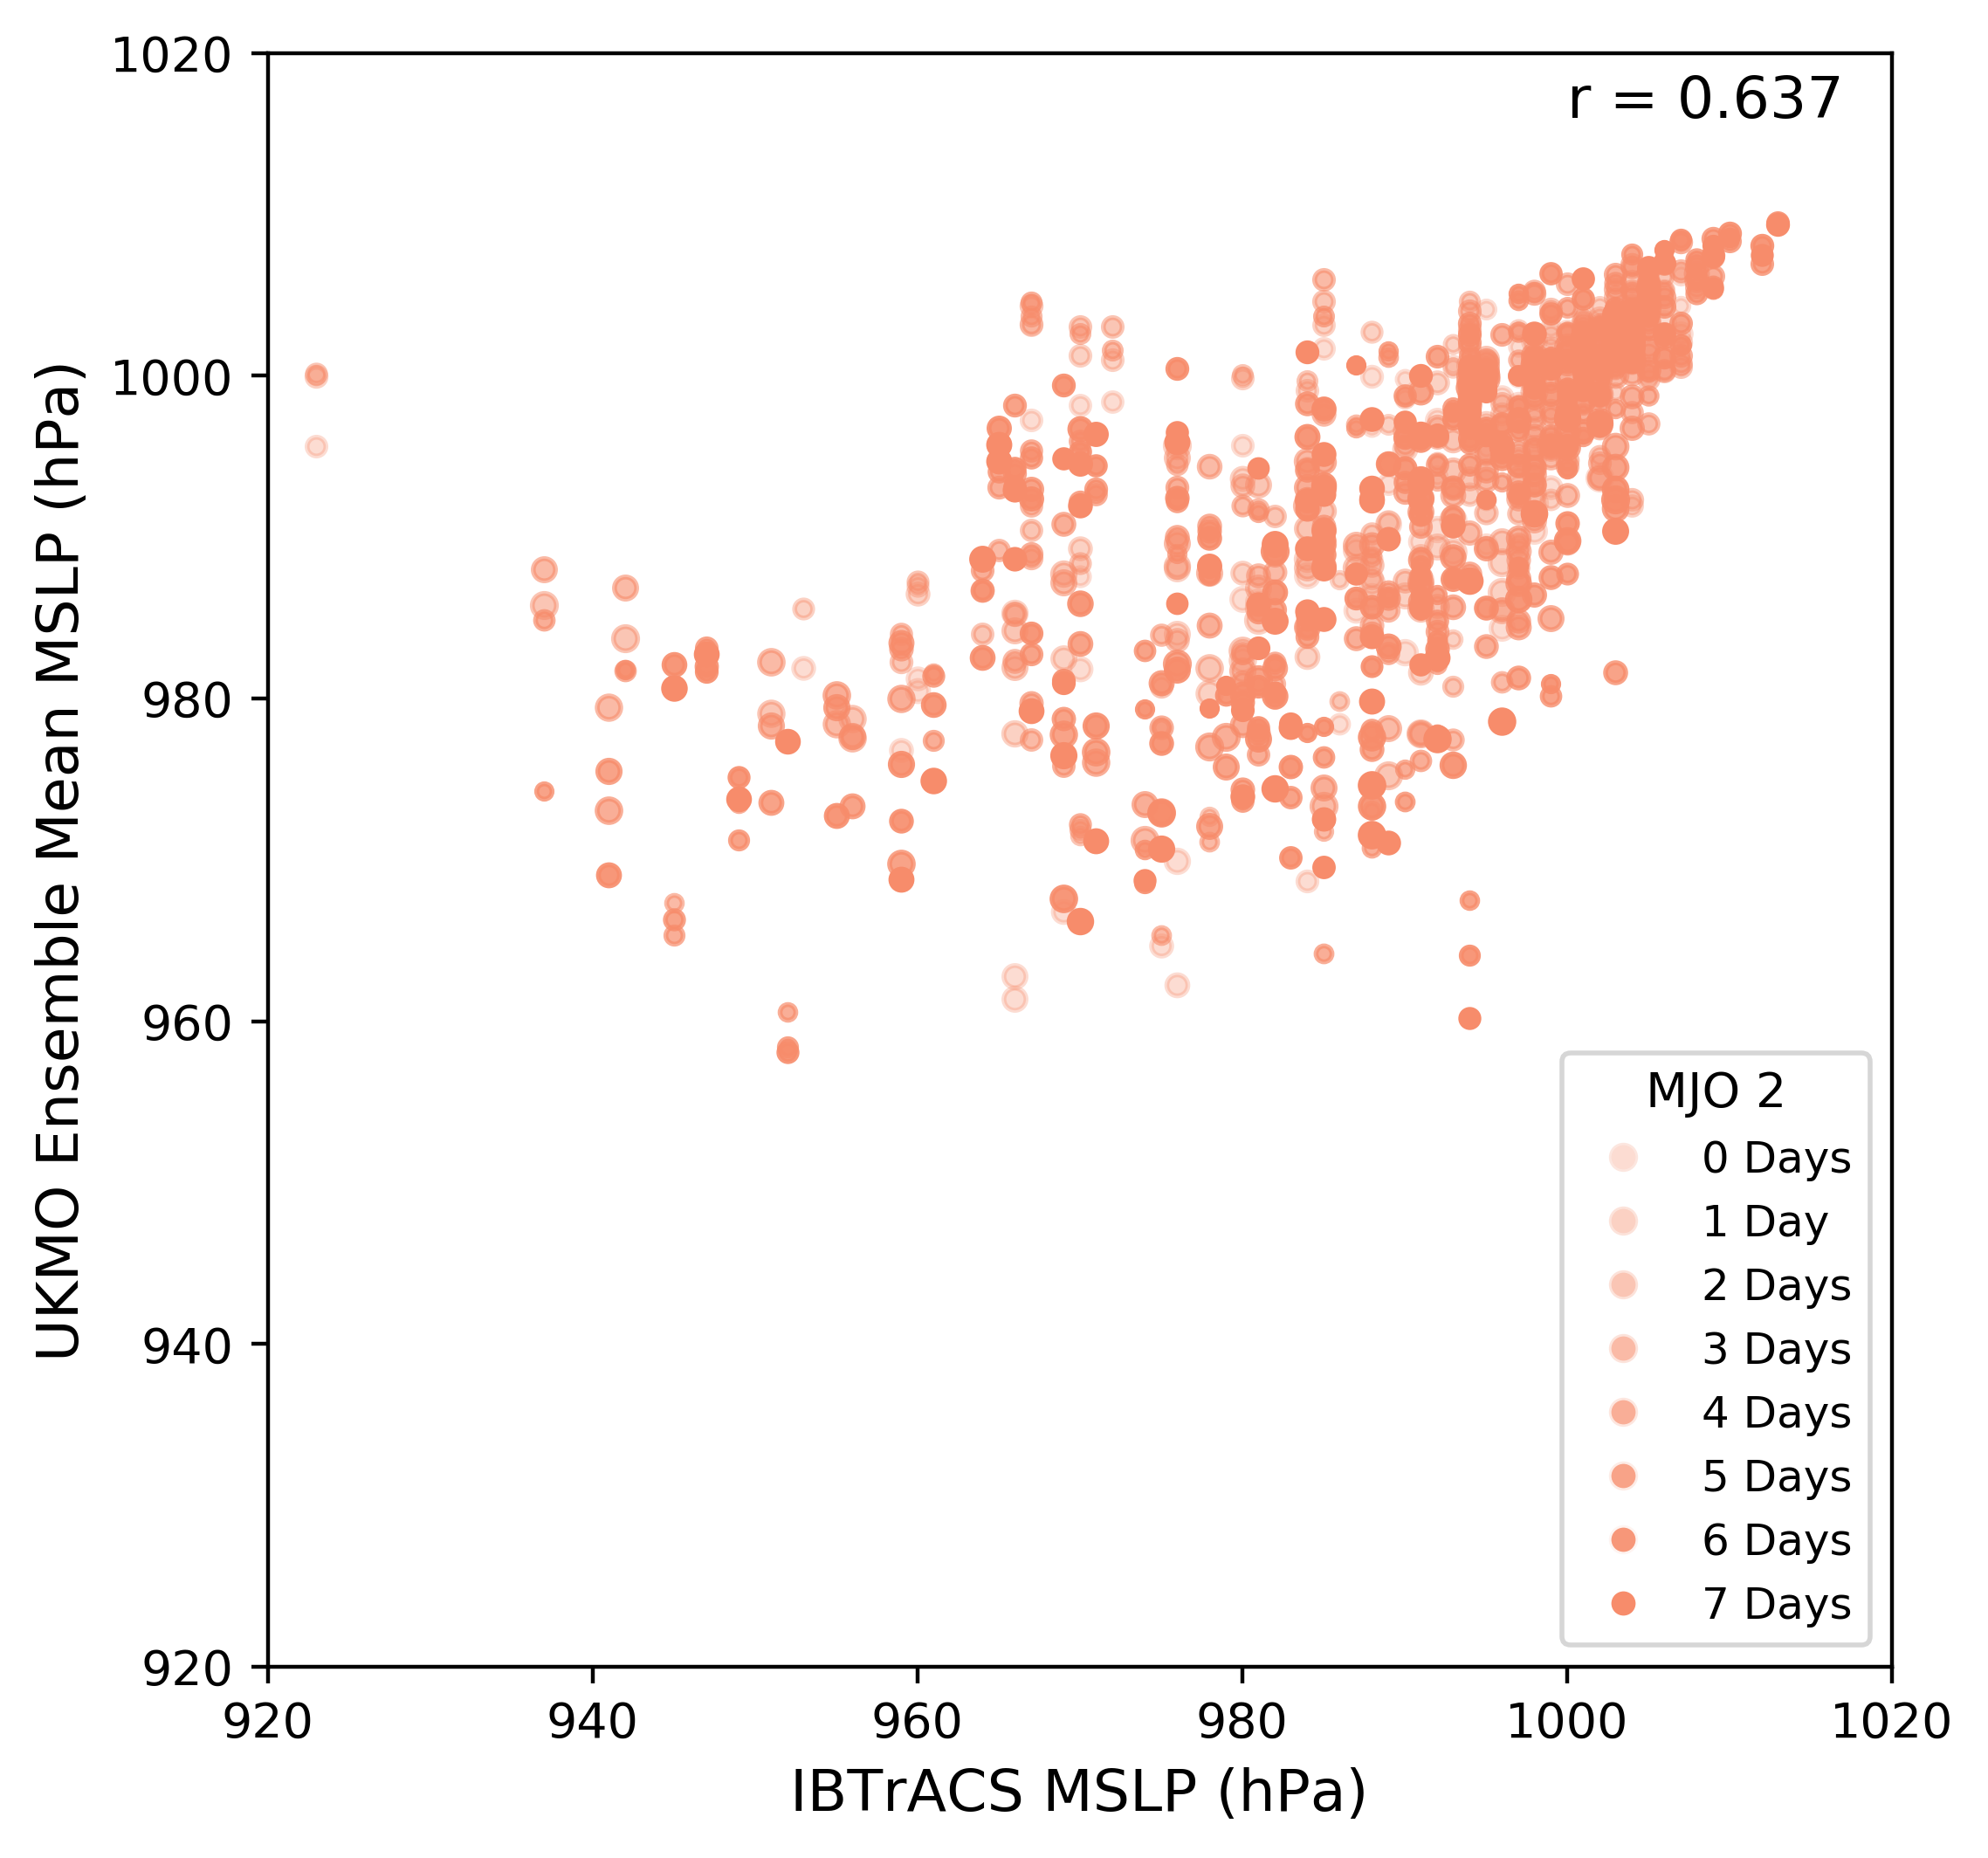 r = 0.637
UKMO Ensemble Mean MSLP (hPa)
1020
1000
980
960
940
920
920 940 960 980 1000 1020
IBTrACS MSLP (hPa)
MJO 2
0 Days
1 Day
2 Days
3 Days
4 Days
5 Days
6 Days
7 Days